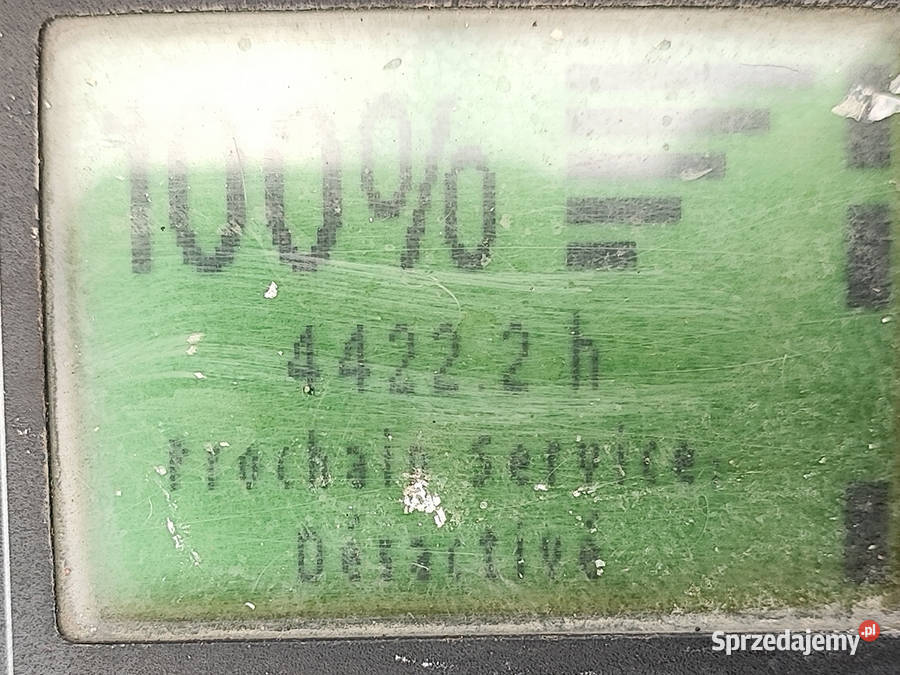 100%
4422.2 h
Prochain Service
Désactivé
Sprzedajemy.pl